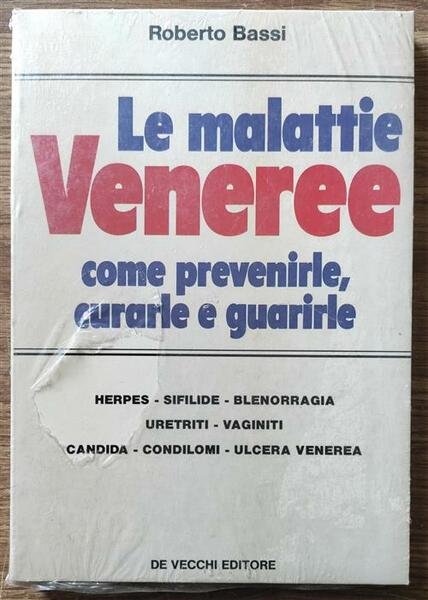 Roberto Bassi
Le malattie
Veneree
come prevenirle,
curarle e guarirle
HERPES - SIFILIDE - BLENORRAGIA
URETRITI - VAGINITI
CANDIDA - CONDILOMI - ULCERA VENEREA
DE VECCHI EDITORE